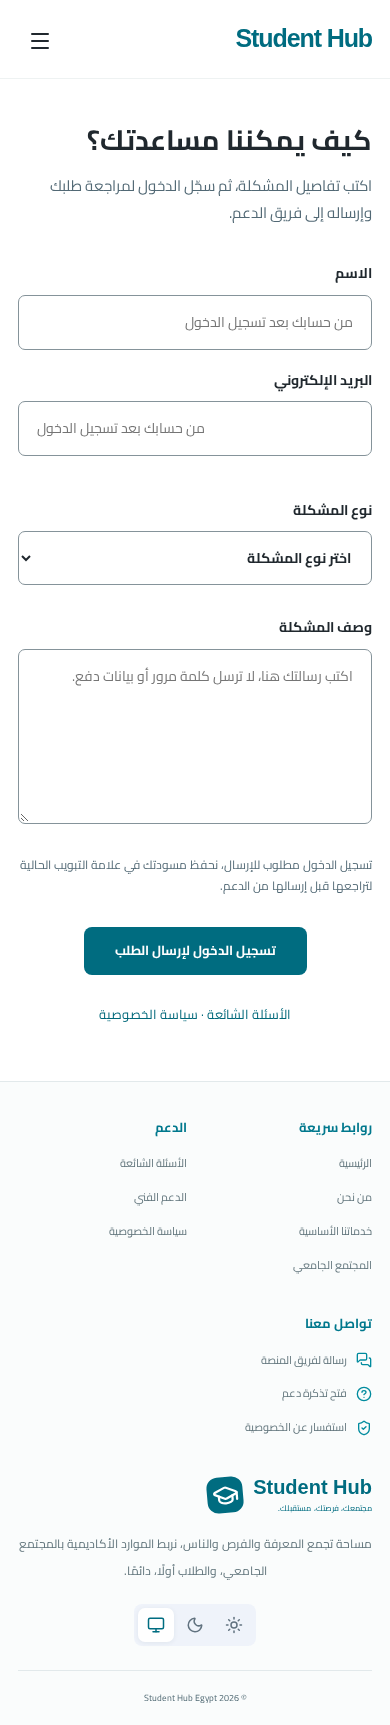 Student Hub
كيف يمكننا مساعدتك؟
اكتب تفاصيل المشكلة، ثم سجّل الدخول لمراجعة طلبك
وإرساله إلى فريق الدعم.
الاسم
من حسابك بعد تسجيل الدخول
البريد الإلكتروني
من حسابك بعد تسجيل الدخول
نوع المشكلة
اختر نوع المشكلة
وصف المشكلة
اكتب رسالتك هنا، لا ترسل كلمة مرور أو بيانات دفع.
تسجيل الدخول مطلوب للإرسال، نحفظ مسودتك في علامة التبويب الحالية
لتراجعها قبل إرسالها من الدعم.
تسجيل الدخول لإرسال الطلب
الأسئلة الشائعة · سياسة الخصوصية
روابط سريعة
الرئيسية
من نحن
خدماتنا الأساسية
المجتمع الجامعي
الدعم
الأسئلة الشائعة
الدعم الفني
سياسة الخصوصية
تواصل معنا
رسالة لفريق المنصة
فتح تذكرة دعم
استفسار عن الخصوصية
Student Hub
مجتمعك، فرصتك، مستقبلك.
مساحة تجمع المعرفة والفرص والناس، نربط الموارد الأكاديمية بالمجتمع
الجامعي، والطلاب أولًا، دائمًا.
© 2026 Student Hub Egypt